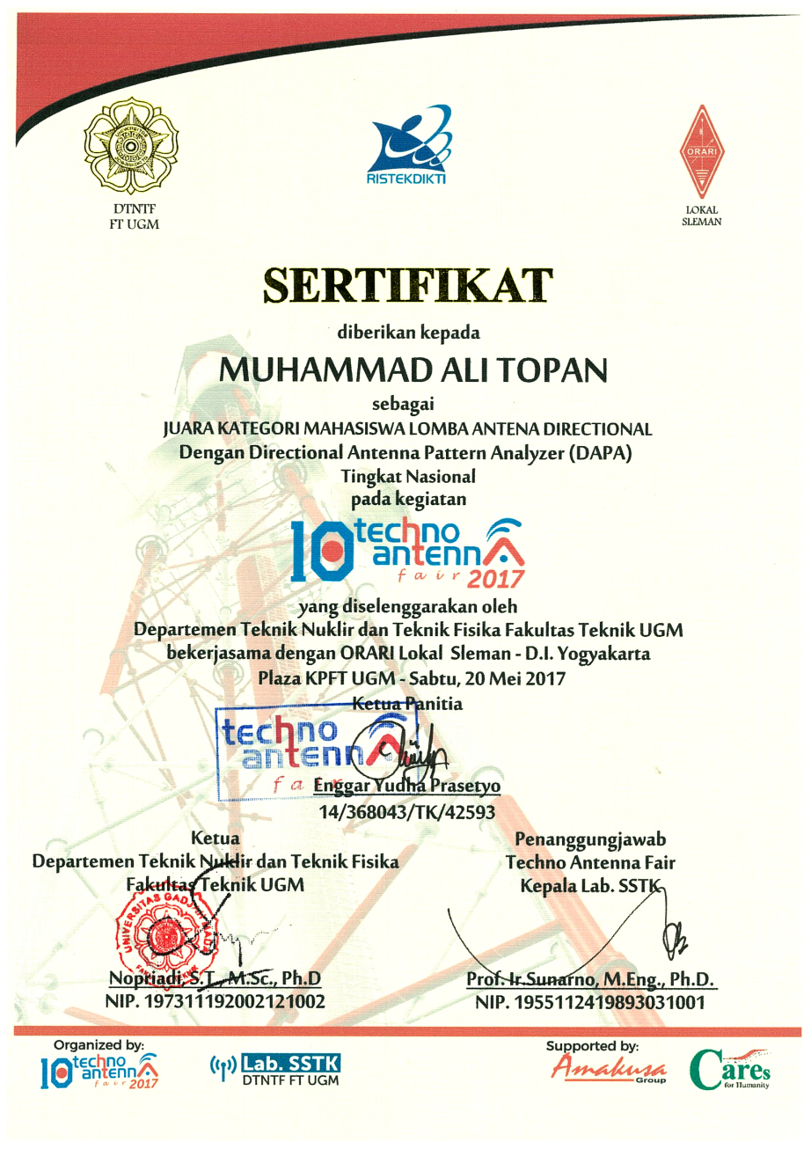 DTNTF
FT UGM
RISTEKDIKTI
ORARI
LOKAL
SLEMAN
SERTIFIKAT
diberikan kepada
MUHAMMAD ALI TOPAN
sebagai
JUARA KATEGORI MAHASISWA LOMBA ANTENA DIRECTIONAL
Dengan Directional Antenna Pattern Analyzer (DAPA)
Tingkat Nasional
pada kegiatan
10 techno
antenna
fair 2017
yang diselenggarakan oleh
Departemen Teknik Nuklir dan Teknik Fisika Fakultas Teknik UGM
bekerjasama dengan ORARI Lokal Sleman - D.I. Yogyakarta
Plaza KPFT UGM - Sabtu, 20 Mei 2017
Ketua Panitia
techno
antenna
fair
Enggar Yudha Prasetyo
14/368043/TK/42593
Ketua
Departemen Teknik Nuklir dan Teknik Fisika
Fakultas Teknik UGM
UNIVERSITAS GADJAH MADA
Nopriadi, S.T., M.Sc., Ph.D
NIP. 197311192002121002
Penanggungjawab
Techno Antenna Fair
Kepala Lab. SSTK
Prof. Ir.Sunarno, M.Eng., Ph.D.
NIP. 1955112419893031001
Organized by:
10 techno
antenna
fair 2017
Lab. SSTK
DTNTF FT UGM
Supported by:
Amakusa
Group
Cares
for Humanity